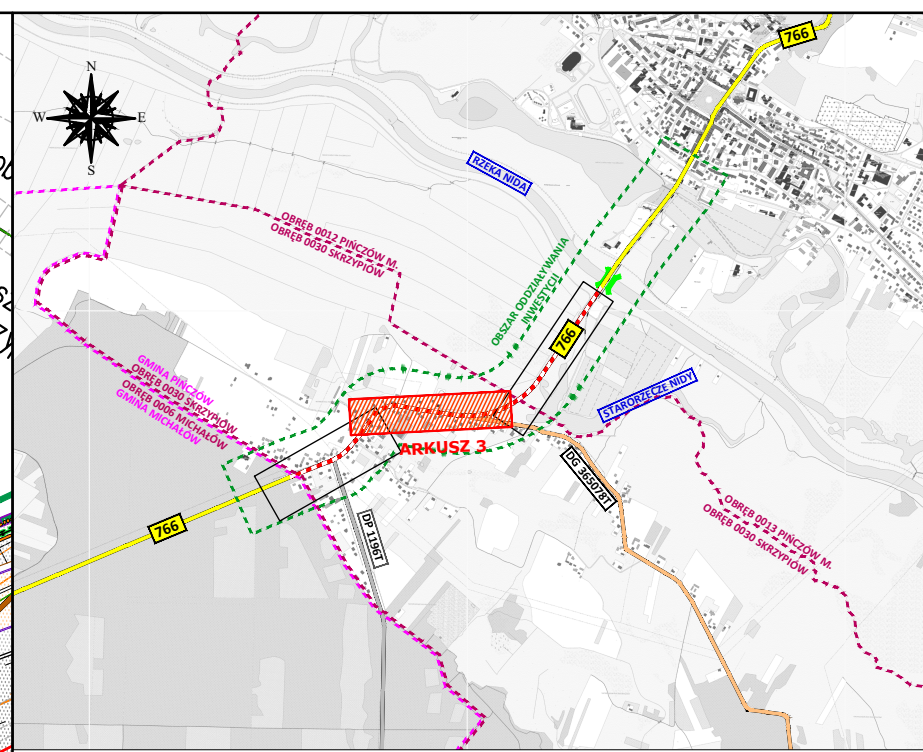 766
N
W
E
S
RZEKA NIDA
OBRĘB 0012 PIŃCZÓW M.
OBRĘB 0030 SKRZYPIÓW
OBSZAR ODDZIAŁYWANIA
INWESTYCJI
766
GMINA PIŃCZÓW
OBRĘB 0030 SKRZYPIÓW
OBRĘB 0006 MICHAŁÓW
GMINA MICHAŁÓW
STARORZECZE NIDY
ARKUSZ 3
DG 365078T
766
DP 1196T
OBRĘB 0013 PIŃCZÓW M.
OBRĘB 0030 SKRZYPIÓW